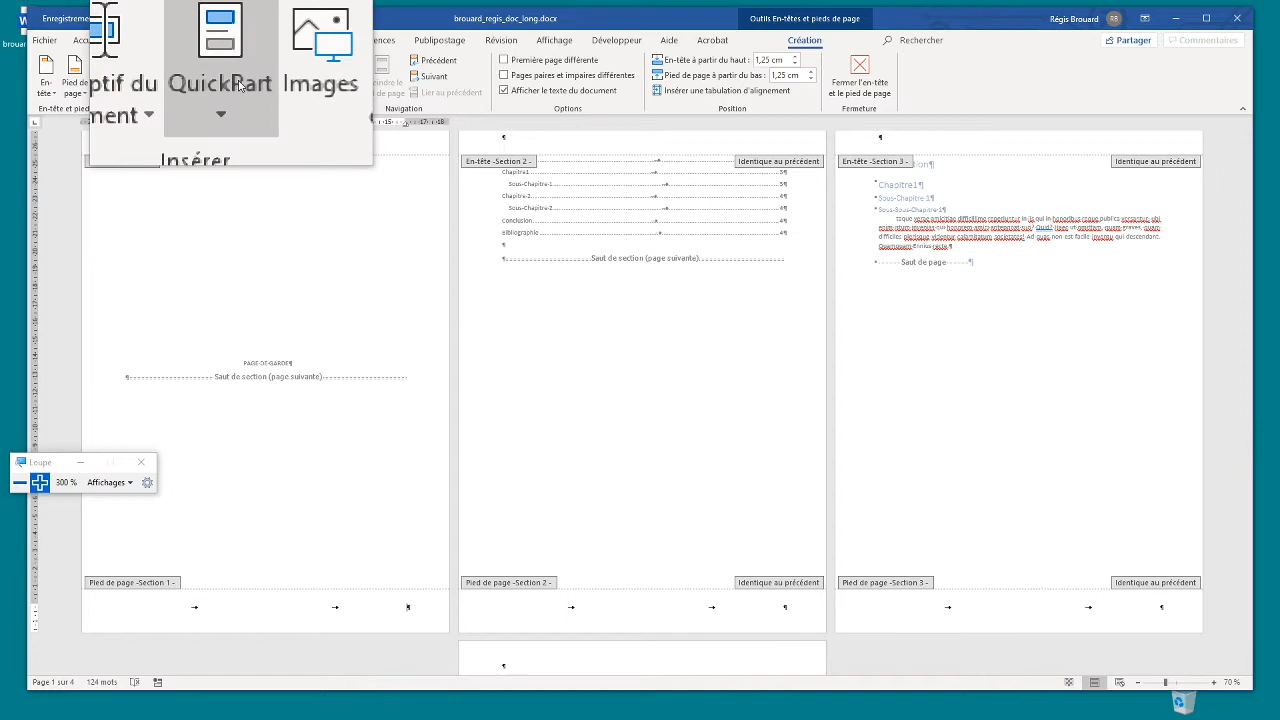 Enregistrement
brouard_regis_doc_long.docx
Outils En-têtes et pieds de page
Régis Brouard
RB
Fichier
Publipostage
Révision
Affichage
Développeur
Aide
Acrobat
Création
Rechercher
Partager
Commentaires
En-
tête
Pied de
page
ptif du
ment
QuickPart
Images
Insérer
Précédent
Suivant
Lier au précédent
Navigation
Première page différente
Pages paires et impaires différentes
Afficher le texte du document
Options
En-tête à partir du haut :
1,25 cm
Pied de page à partir du bas :
1,25 cm
Insérer une tabulation d'alignement
Position
Fermer l'en-tête
et le pied de page
Fermeture
En-tête -Section 2 -
Identique au précédent
Chapitre1
3¶
Sous-Chapitre-1
3¶
Chapitre-2
4¶
Sous-Chapitre-2
4¶
Conclusion
4¶
Bibliographie
4¶
Saut de section (page suivante)
En-tête -Section 3 -
Identique au précédent
Chapitre1¶
Sous-Chapitre 1¶
Sous-Sous-Chapitre-1¶
Saut de page
PAGE·DE·GARDE¶
Saut de section (page suivante)
Loupe
300 %
Affichages
Pied de page -Section 1 -
Pied de page -Section 2 -
Identique au précédent
Pied de page -Section 3 -
Identique au précédent
Page 1 sur 4
124 mots
70 %